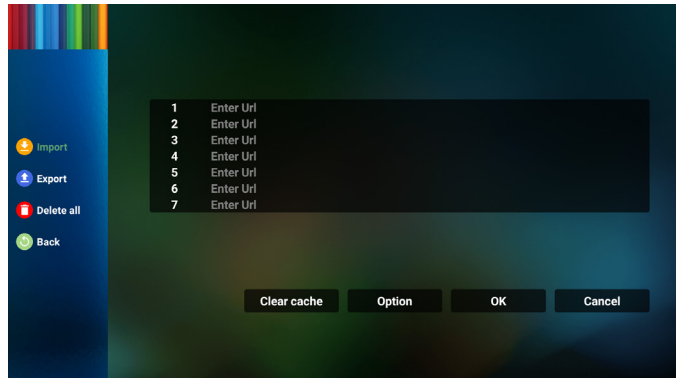 Import
Export
Delete all
Back
1 Enter Url
2 Enter Url
3 Enter Url
4 Enter Url
5 Enter Url
6 Enter Url
7 Enter Url
Clear cache Option OK Cancel